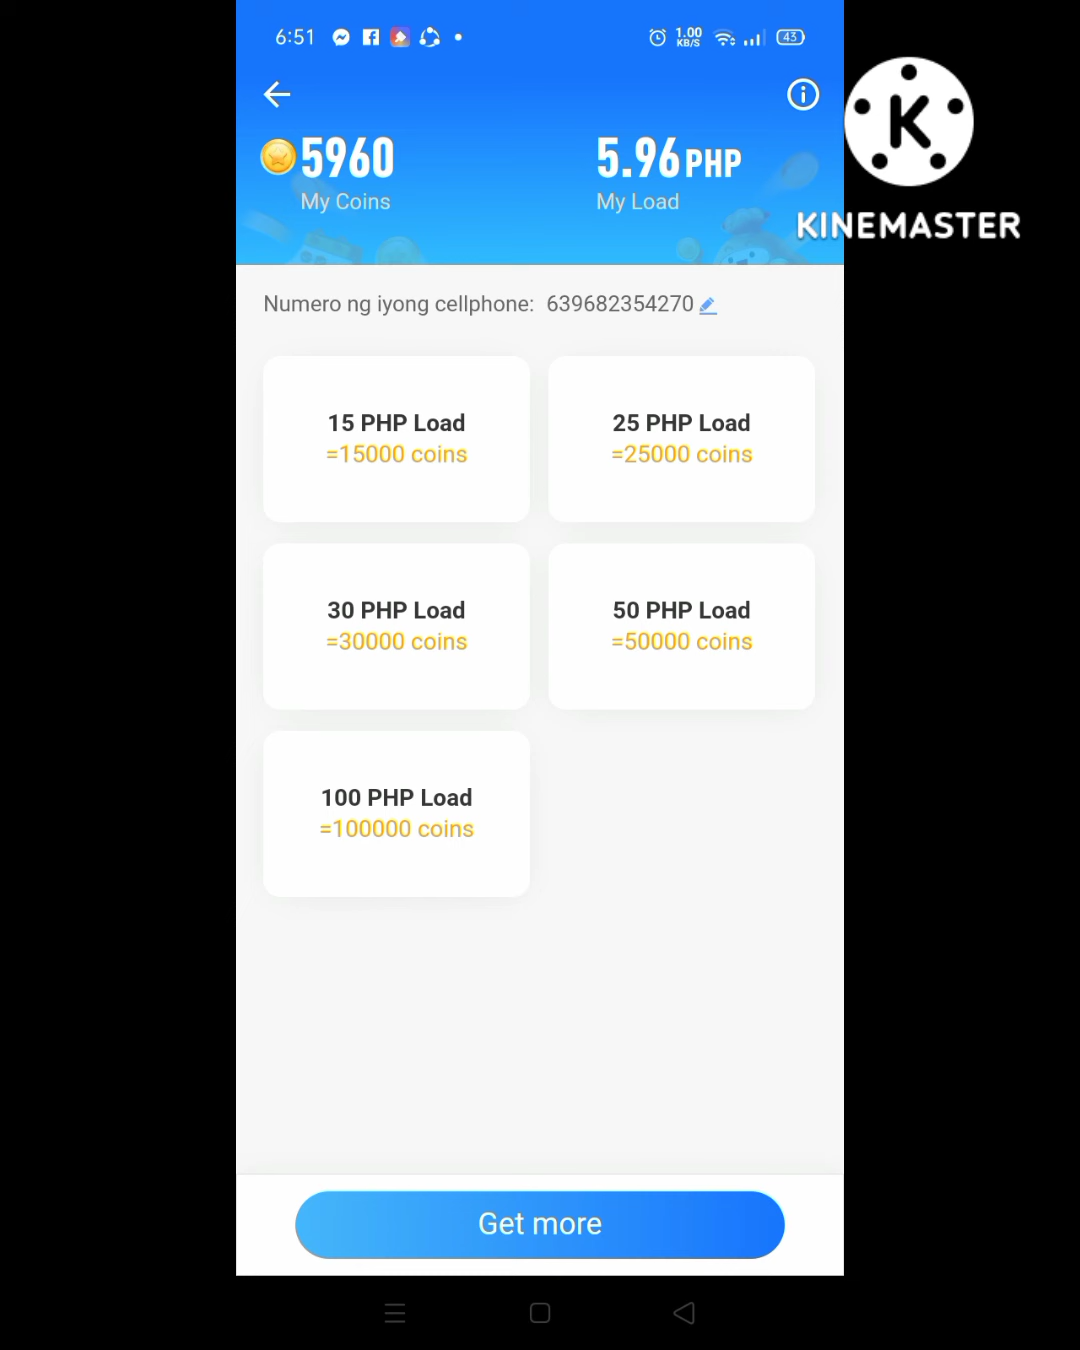 6:51
1.00
KB/S
43
K
KINEMASTER
5960
My Coins
5.96 PHP
My Load
Numero ng iyong cellphone: 639682354270
15 PHP Load
=15000 coins
25 PHP Load
=25000 coins
30 PHP Load
=30000 coins
50 PHP Load
=50000 coins
100 PHP Load
=100000 coins
Get more